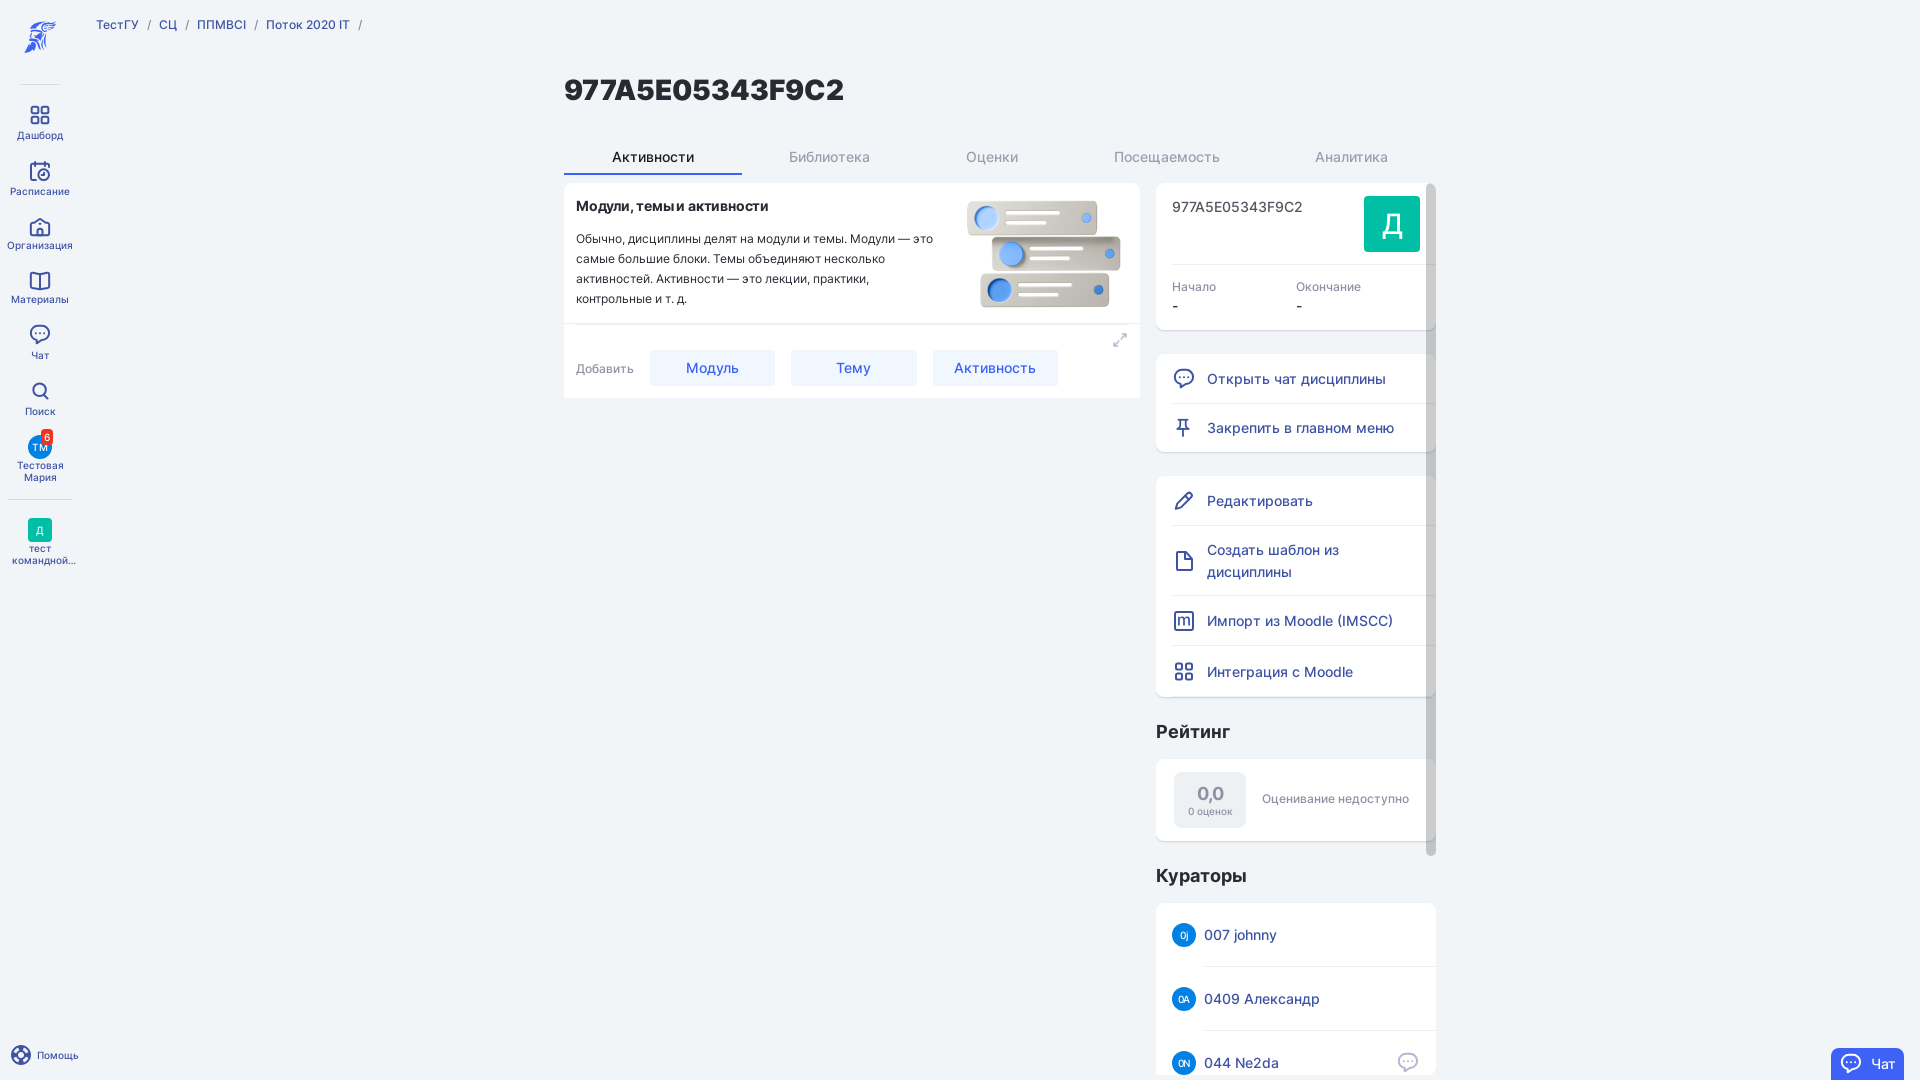 ТестГУ / СЦ / ППМВСІ / Поток 2020 IT /
977A5E05343F9C2
Дашборд
Расписание
Организация
Материалы
Чат
Поиск
ТМ
6
Тестовая
Мария
Д
тест
командной...
Помощь
Активности
Библиотека
Оценки
Посещаемость
Аналитика
Модули, темы и активности
Обычно, дисциплины делят на модули и темы. Модули — это
самые большие блоки. Темы объединяют несколько
активностей. Активности — это лекции, практики,
контрольные и т. д.
Добавить
Модуль
Тему
Активность
977A5E05343F9C2
Д
Начало
Окончание
-
-
Открыть чат дисциплины
Закрепить в главном меню
Редактировать
Создать шаблон из
дисциплины
Импорт из Moodle (IMSCC)
Интеграция с Moodle
Рейтинг
0,0
0 оценок
Оценивание недоступно
Кураторы
0j
007 johnny
0А
0409 Александр
0N
044 Ne2da
Чат